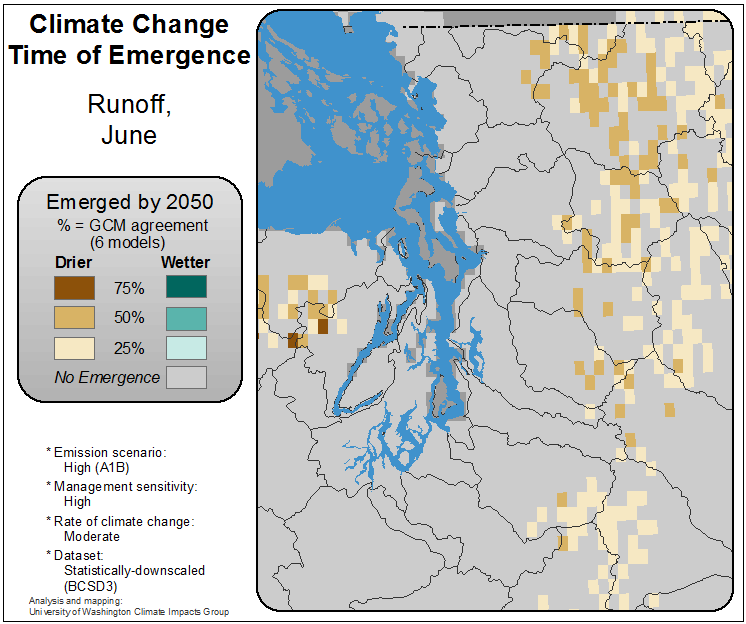 Climate Change
Time of Emergence
Runoff,
June
Emerged by 2050
% = GCM agreement
(6 models)
Drier Wetter
75%
50%
25%
No Emergence
* Emission scenario:
High (A1B)
* Management sensitivity:
High
* Rate of climate change:
Moderate
* Dataset:
Statistically-downscaled
(BCSD3)
Analysis and mapping:
University of Washington Climate Impacts Group